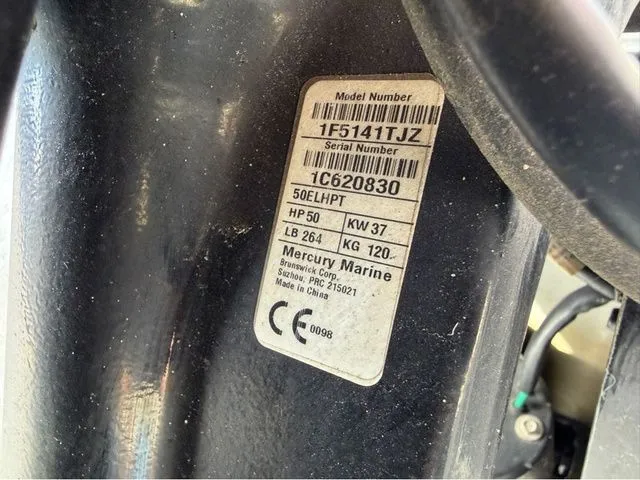 Model Number
1F5141TJZ
Serial Number
1C620830
50ELHPT
HP 50 KW 37
LB 264 KG 120
Mercury Marine
Brunswick Corp.
Suzhou, PRC 215021
Made in China
CE 0098